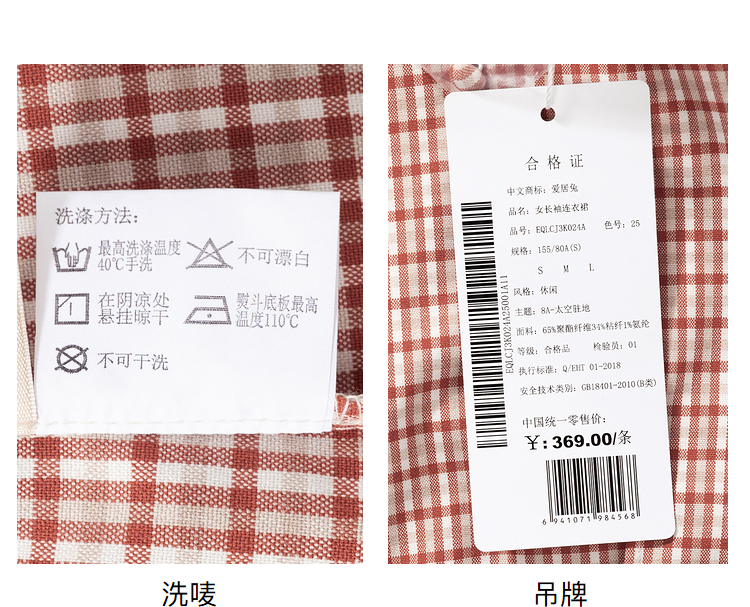 洗涤方法:
最高洗涤温度
40℃手洗
不可漂白
在阴凉处
悬挂晾干
熨斗底板最高
温度110℃
不可干洗
合格证
中文商标: 爱居兔
品名: 女长袖连衣裙
品号: EQLCJ3K024A 色号: 25
规格: 155/80A(S)
S M L
风格: 休闲
主题: 8A-太空驻地
面料: 65%聚酯纤维34%粘纤1%氨纶
等级: 合格品 检验员: 01
执行标准: Q/EHT 01-2018
安全技术类别: GB18401-2010(B类)
中国统一零售价:
¥: 369.00/条
6 941071 984568
EQLCJ3K024A25001A11
洗唛
吊牌